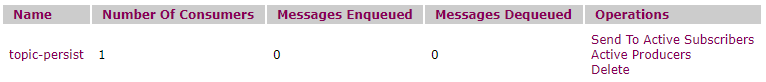 Name Number Of Consumers Messages Enqueued Messages Dequeued Operations
topic-persist 1 0 0 Send To Active Subscribers
Active Producers
Delete